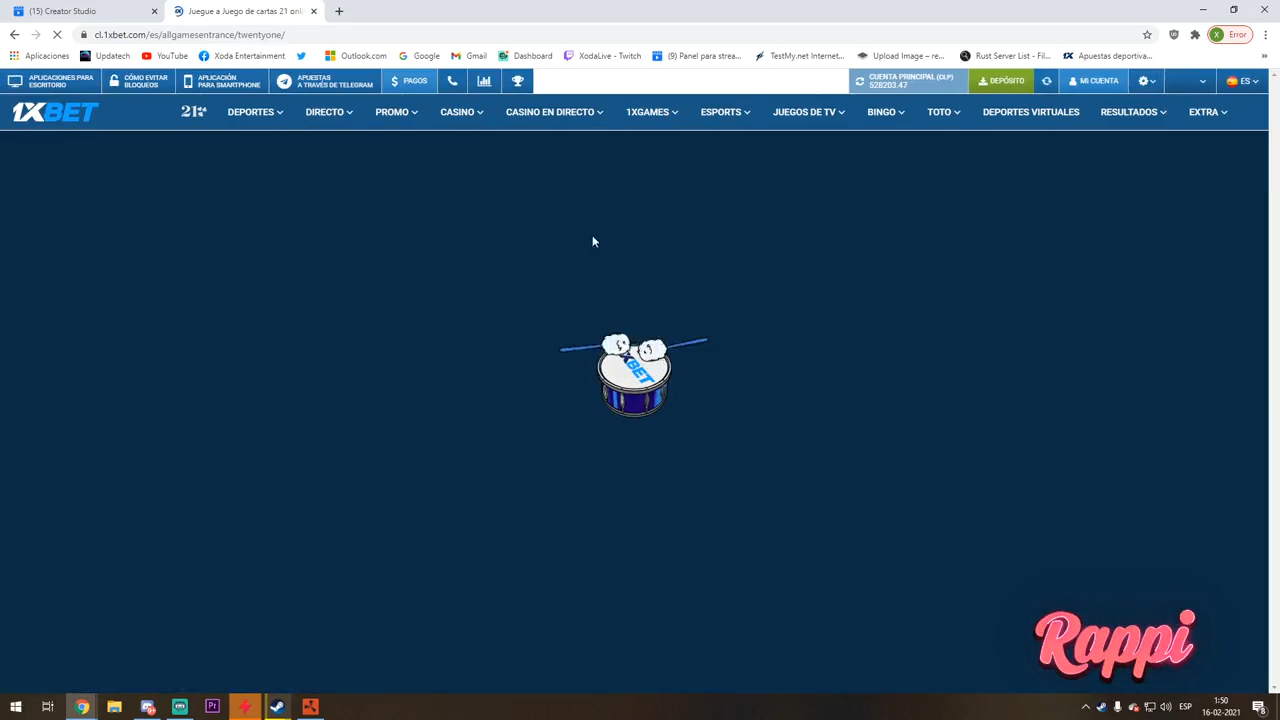 (15) Creator Studio
Juegue a Juego de cartas 21 onli
cl.1xbet.com/es/allgamesentrance/twentyone/
Error
Aplicaciones
Updatech
YouTube
Xoda Entertainment
Outlook.com
Google
Gmail
Dashboard
XodaLive - Twitch
(9) Panel para strea...
TestMy.net Internet...
Upload Image – re...
Rust Server List - Fil...
Apuestas deportiva...
APLICACIONES PARA
ESCRITORIO
CÓMO EVITAR
BLOQUEOS
APLICACIÓN
PARA SMARTPHONE
APUESTAS
A TRAVÉS DE TELEGRAM
$ PAGOS
CUENTA PRINCIPAL (CLP)
528203.47
DEPÓSITO
MI CUENTA
ES
1XBET
21
DEPORTES
DIRECTO
PROMO
CASINO
CASINO EN DIRECTO
1XGAMES
ESPORTS
JUEGOS DE TV
BINGO
TOTO
DEPORTES VIRTUALES
RESULTADOS
EXTRA
XBET
Rappi
ESP
1:50
16-02-2021